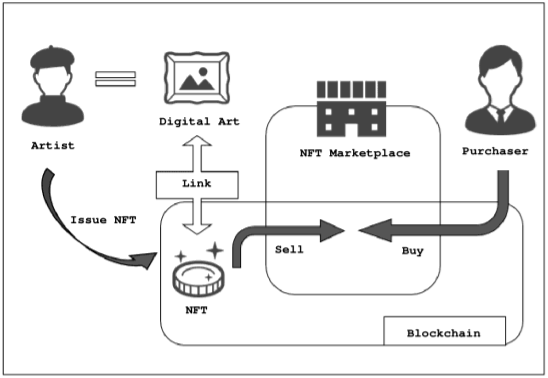 Artist
Digital Art
NFT Marketplace
Purchaser
Link
Issue NFT
Sell
Buy
NFT
Blockchain